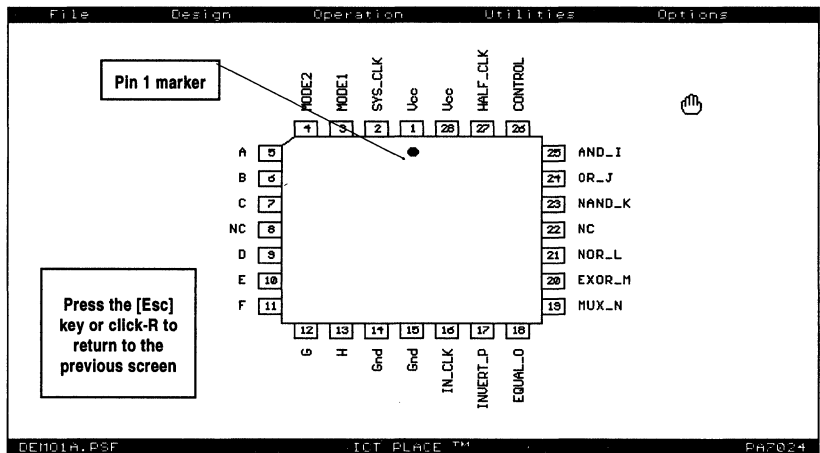 File Design Operation Utilities Options
Pin 1 marker
MODE2 MODE1 SYS_CLK Vcc Vcc HALF_CLK CONTROL
4 3 2 1 28 27 26
A 5 25 AND_I
B 6 24 OR_J
C 7 23 NAND_K
NC 8 22 NC
D 9 21 NOR_L
E 10 20 EXOR_M
F 11 19 MUX_N
12 13 14 15 16 17 18
G H Gnd Gnd IN_CLK INVERT_P EQUAL_O
Press the [Esc]
key or click-R to
return to the
previous screen
DEMO1A.PSF ICT PLACE TM PA7024